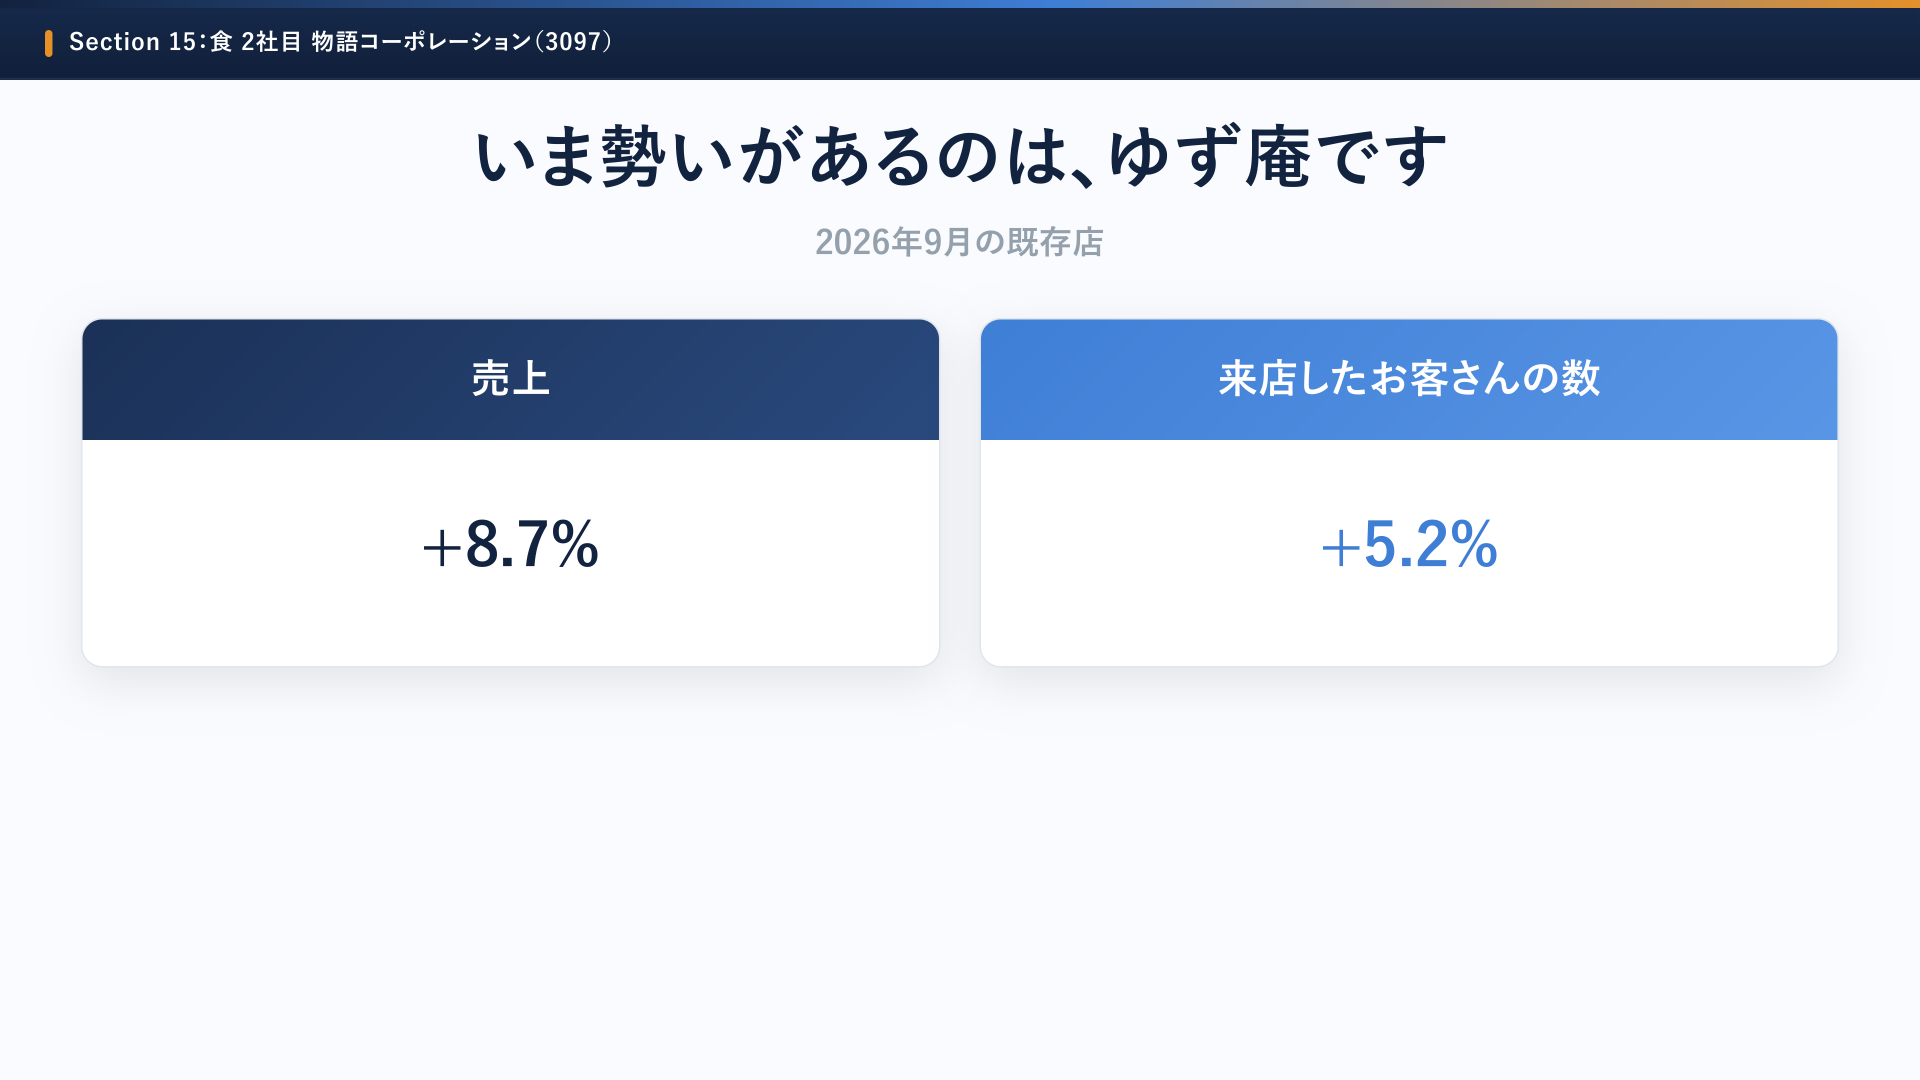 Section 15：食 2社目 物語コーポレーション（3097）
いま勢いがあるのは、ゆず庵です
2026年9月の既存店
売上
来店したお客さんの数
＋8.7%
＋5.2%